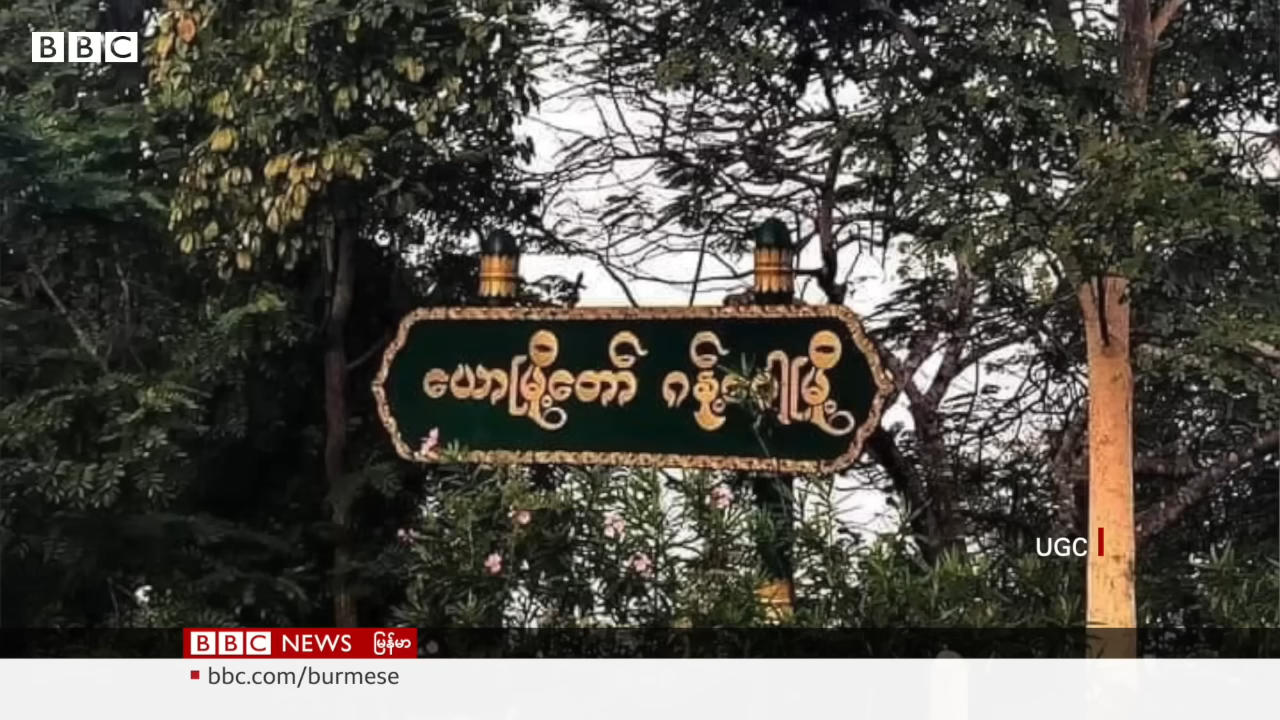 BBC
ယောမြို့တော် ဂန့်ဂေါမြို့
UGC
BBC NEWS မြန်မာ
bbc.com/burmese